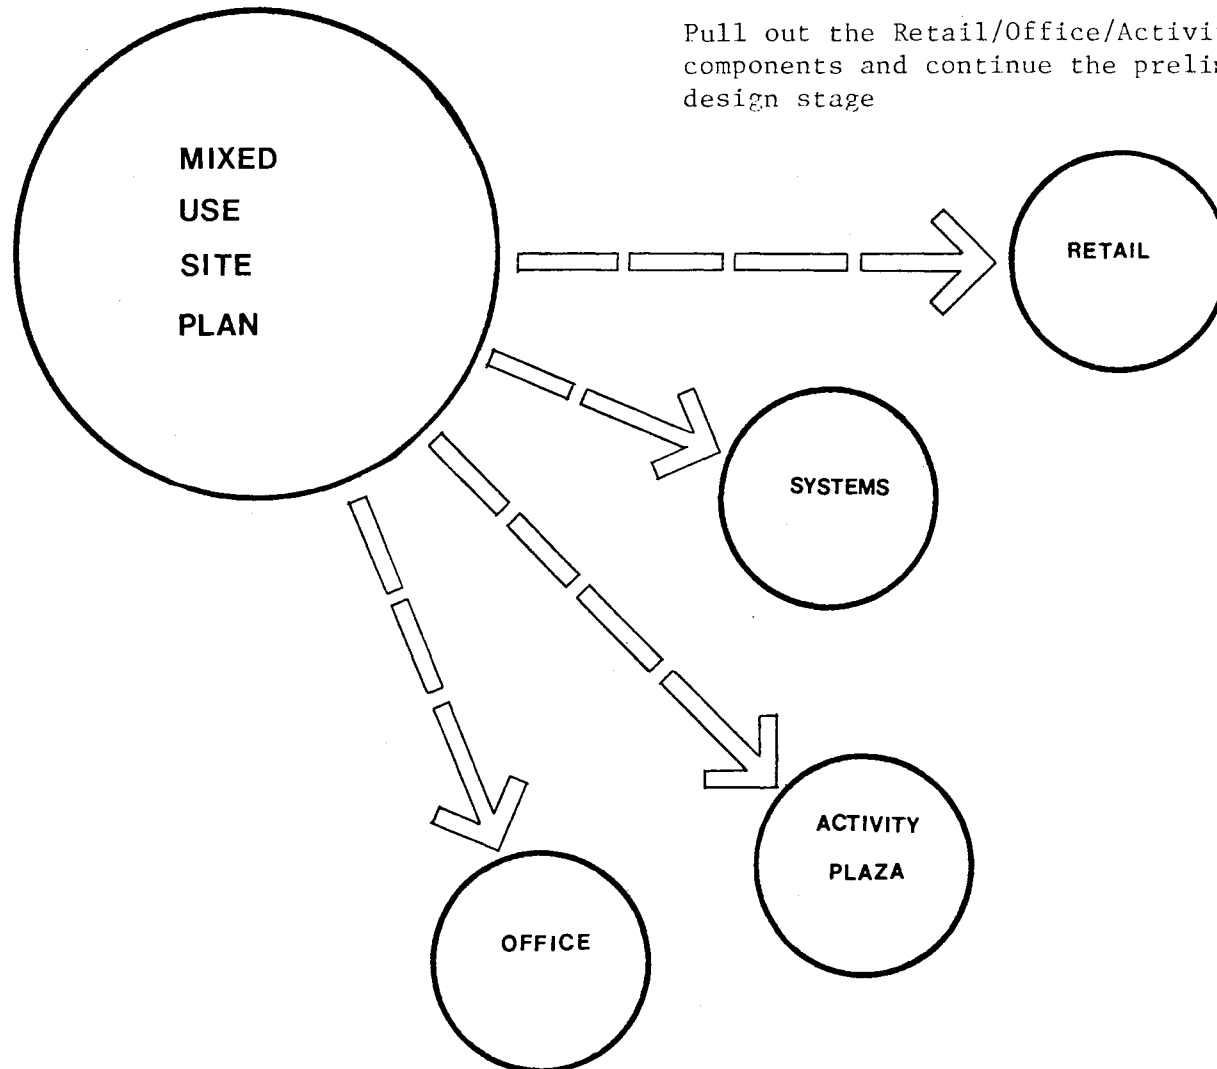 Pull out the Retail/Office/Activi
components and continue the prelim
design stage
MIXED
USE
SITE
PLAN
RETAIL
SYSTEMS
ACTIVITY
PLAZA
OFFICE